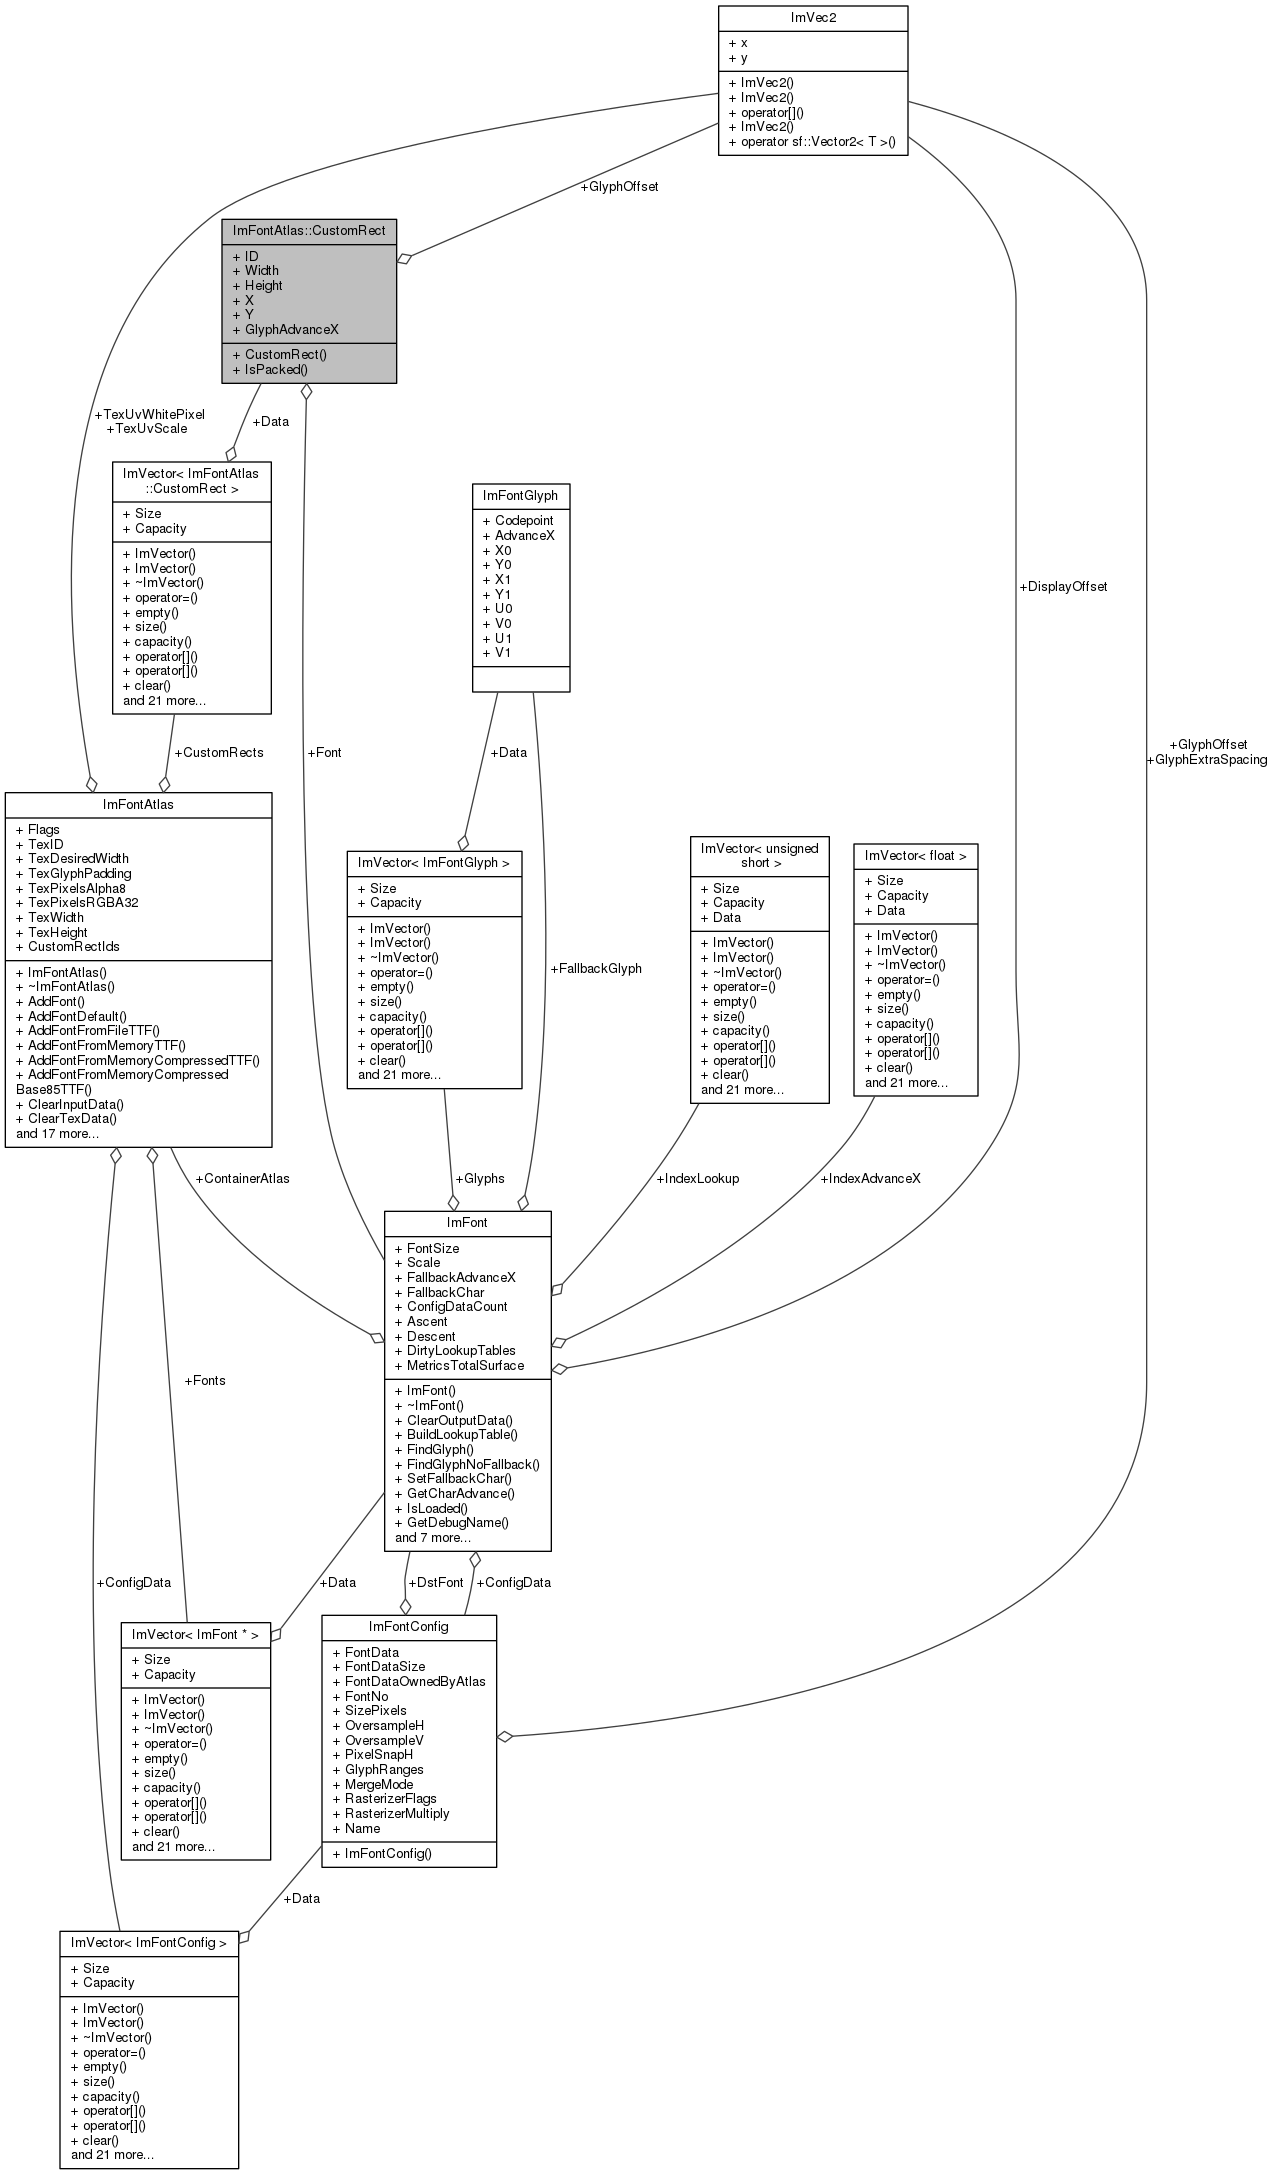 ImVec2
+ x
+ y
+ ImVec2()
+ ImVec2()
+ operator[]()
+ ImVec2()
+ operator sf::Vector2< T >()
+GlyphOffset
ImFontAtlas::CustomRect
+ ID
+ Width
+ Height
+ X
+ Y
+ GlyphAdvanceX
+ CustomRect()
+ IsPacked()
+TexUvWhitePixel
+TexUvScale
+Data
ImVector< ImFontAtlas
::CustomRect >
+ Size
+ Capacity
+ ImVector()
+ ImVector()
+ ~ImVector()
+ operator=()
+ empty()
+ size()
+ capacity()
+ operator[]()
+ operator[]()
+ clear()
and 21 more...
ImFontGlyph
+ Codepoint
+ AdvanceX
+ X0
+ Y0
+ X1
+ Y1
+ U0
+ V0
+ U1
+ V1
+DisplayOffset
+CustomRects
+Font
+Data
+GlyphOffset
+GlyphExtraSpacing
ImFontAtlas
+ Flags
+ TexID
+ TexDesiredWidth
+ TexGlyphPadding
+ TexPixelsAlpha8
+ TexPixelsRGBA32
+ TexWidth
+ TexHeight
+ CustomRectIds
+ ImFontAtlas()
+ ~ImFontAtlas()
+ AddFont()
+ AddFontDefault()
+ AddFontFromFileTTF()
+ AddFontFromMemoryTTF()
+ AddFontFromMemoryCompressedTTF()
+ AddFontFromMemoryCompressed
Base85TTF()
+ ClearInputData()
+ ClearTexData()
and 17 more...
ImVector< ImFontGlyph >
+ Size
+ Capacity
+ ImVector()
+ ImVector()
+ ~ImVector()
+ operator=()
+ empty()
+ size()
+ capacity()
+ operator[]()
+ operator[]()
+ clear()
and 21 more...
+FallbackGlyph
ImVector< unsigned
short >
+ Size
+ Capacity
+ Data
+ ImVector()
+ ImVector()
+ ~ImVector()
+ operator=()
+ empty()
+ size()
+ capacity()
+ operator[]()
+ operator[]()
+ clear()
and 21 more...
ImVector< float >
+ Size
+ Capacity
+ Data
+ ImVector()
+ ImVector()
+ ~ImVector()
+ operator=()
+ empty()
+ size()
+ capacity()
+ operator[]()
+ operator[]()
+ clear()
and 21 more...
+ContainerAtlas
+Glyphs
+IndexLookup
+IndexAdvanceX
ImFont
+ FontSize
+ Scale
+ FallbackAdvanceX
+ FallbackChar
+ ConfigDataCount
+ Ascent
+ Descent
+ DirtyLookupTables
+ MetricsTotalSurface
+ ImFont()
+ ~ImFont()
+ ClearOutputData()
+ BuildLookupTable()
+ FindGlyph()
+ FindGlyphNoFallback()
+ SetFallbackChar()
+ GetCharAdvance()
+ IsLoaded()
+ GetDebugName()
and 7 more...
+Fonts
+ConfigData
+Data
+DstFont
+ConfigData
ImVector< ImFont * >
+ Size
+ Capacity
+ ImVector()
+ ImVector()
+ ~ImVector()
+ operator=()
+ empty()
+ size()
+ capacity()
+ operator[]()
+ operator[]()
+ clear()
and 21 more...
ImFontConfig
+ FontData
+ FontDataSize
+ FontDataOwnedByAtlas
+ FontNo
+ SizePixels
+ OversampleH
+ OversampleV
+ PixelSnapH
+ GlyphRanges
+ MergeMode
+ RasterizerFlags
+ RasterizerMultiply
+ Name
+ ImFontConfig()
+Data
ImVector< ImFontConfig >
+ Size
+ Capacity
+ ImVector()
+ ImVector()
+ ~ImVector()
+ operator=()
+ empty()
+ size()
+ capacity()
+ operator[]()
+ operator[]()
+ clear()
and 21 more...